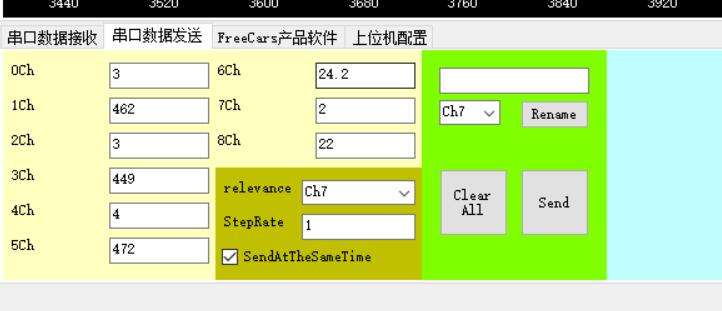 3440 3520 3600 3680 3760 3840 3920
串口数据接收 串口数据发送 FreeCars产品软件 上位机配置
0Ch 3 6Ch 24.2
1Ch 462 7Ch 2 Ch7 Rename
2Ch 3 8Ch 22
3Ch 449 relevance Ch7 Clear All Send
4Ch 4 StepRate 1
5Ch 472 SendAtTheSameTime